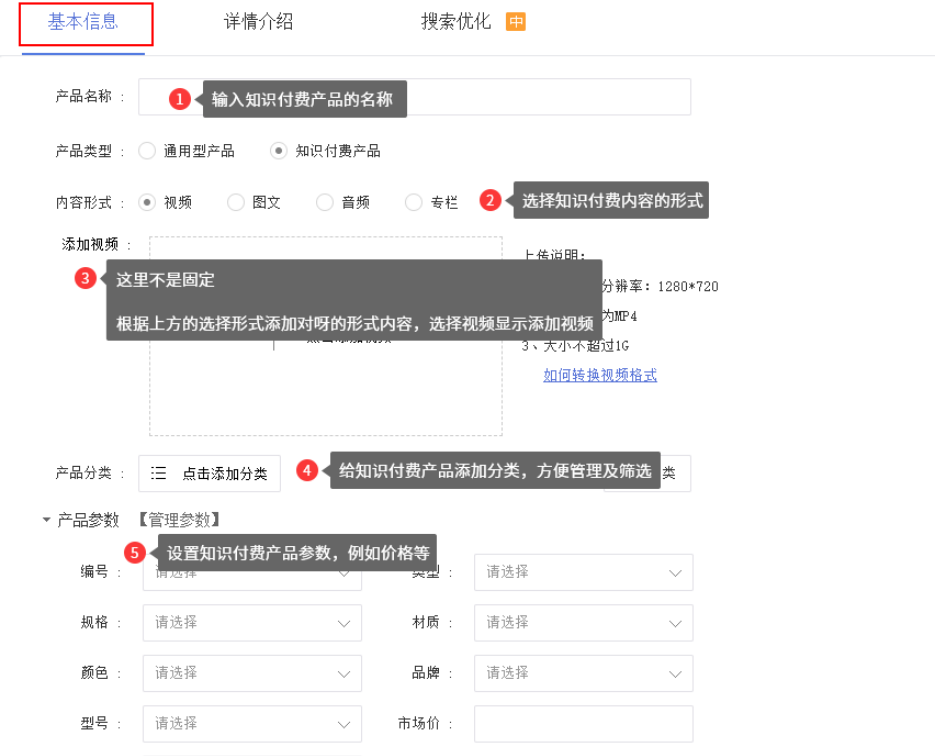 基本信息 详情介绍 搜索优化 中
产品名称 : 1 输入知识付费产品的名称
产品类型 : 通用型产品 知识付费产品
内容形式 : 视频 图文 音频 专栏 2 选择知识付费内容的形式
添加视频 :
上传说明:
3 这里不是固定
分辨率: 1280*720
根据上方的选择形式添加对呀的形式内容，选择视频显示添加视频
为MP4
3、大小不超过1G
如何转换视频格式
产品分类 : 点击添加分类 4 给知识付费产品添加分类，方便管理及筛选 类
产品参数 【管理参数】
5 设置知识付费产品参数，例如价格等
编号 : 请选择 类型 : 请选择
规格 : 请选择 材质 : 请选择
颜色 : 请选择 品牌 : 请选择
型号 : 请选择 市场价 :